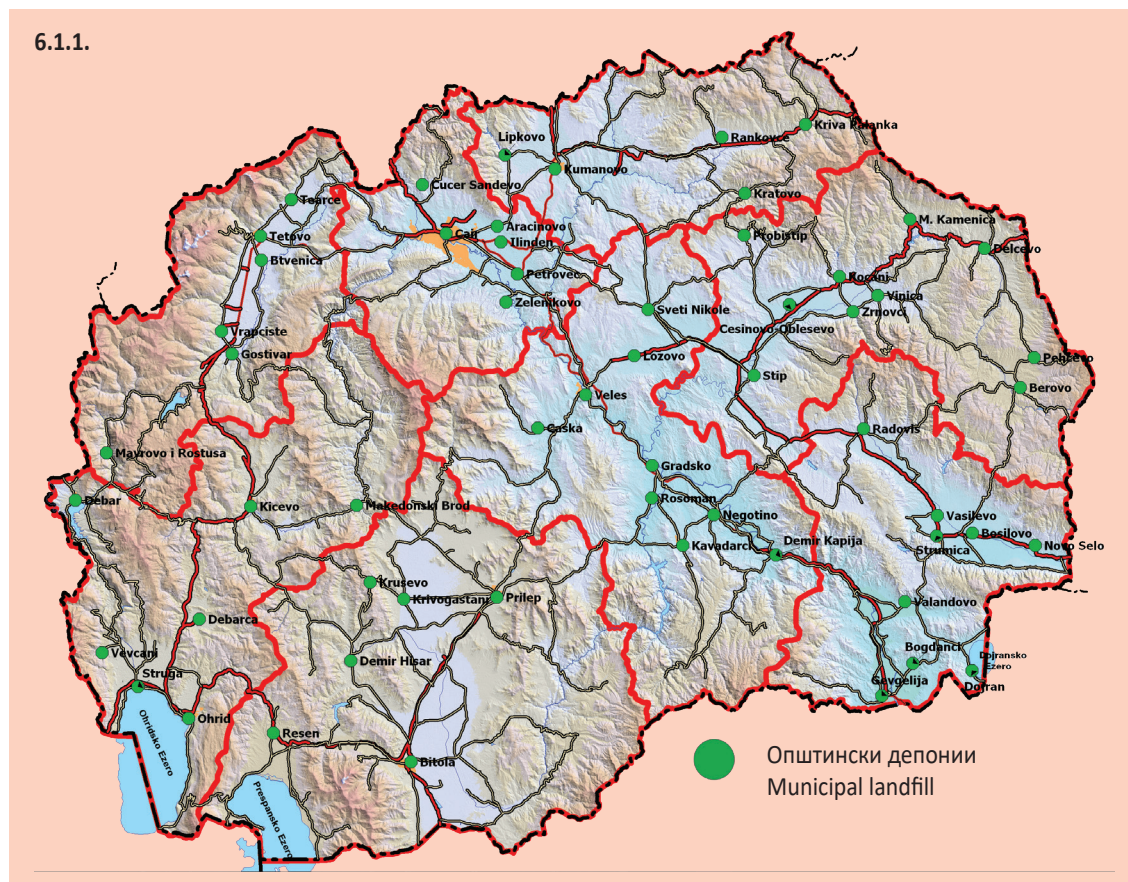 6.1.1.
Lipkovo
Rankovce
Kriva Palanka
Kumanovo
Cucer Sandevo
Kratovo
Tearce
Aracinovo
M. Kamenica
Tetovo
Cair
Ilinden
Probistip
Delcevo
Btvenica
Petrovec
Kocani
Vinica
Zelenikovo
Sveti Nikole
Zrnovci
Cesinovo-Oblesevo
Vrapciste
Gostivar
Lozovo
Pehcevo
Stip
Berovo
Veles
Caska
Radovis
Mavrovo i Rostusa
Gradsko
Debar
Rosoman
Kicevo
Makedonski Brod
Negotino
Vasilevo
Bosilovo
Demir Kapija
Strumica
Novo Selo
Kavadarci
Krusevo
Krivogastani
Prilep
Valandovo
Debarca
Vevcani
Demir Hisar
Bogdanci
Dojransko
Ezero
Struga
Gevgelija
Dojran
Ohrid
Ohridsko Ezero
Resen
Bitola
Prespansko Ezero
Општински депонии
Municipal landfill